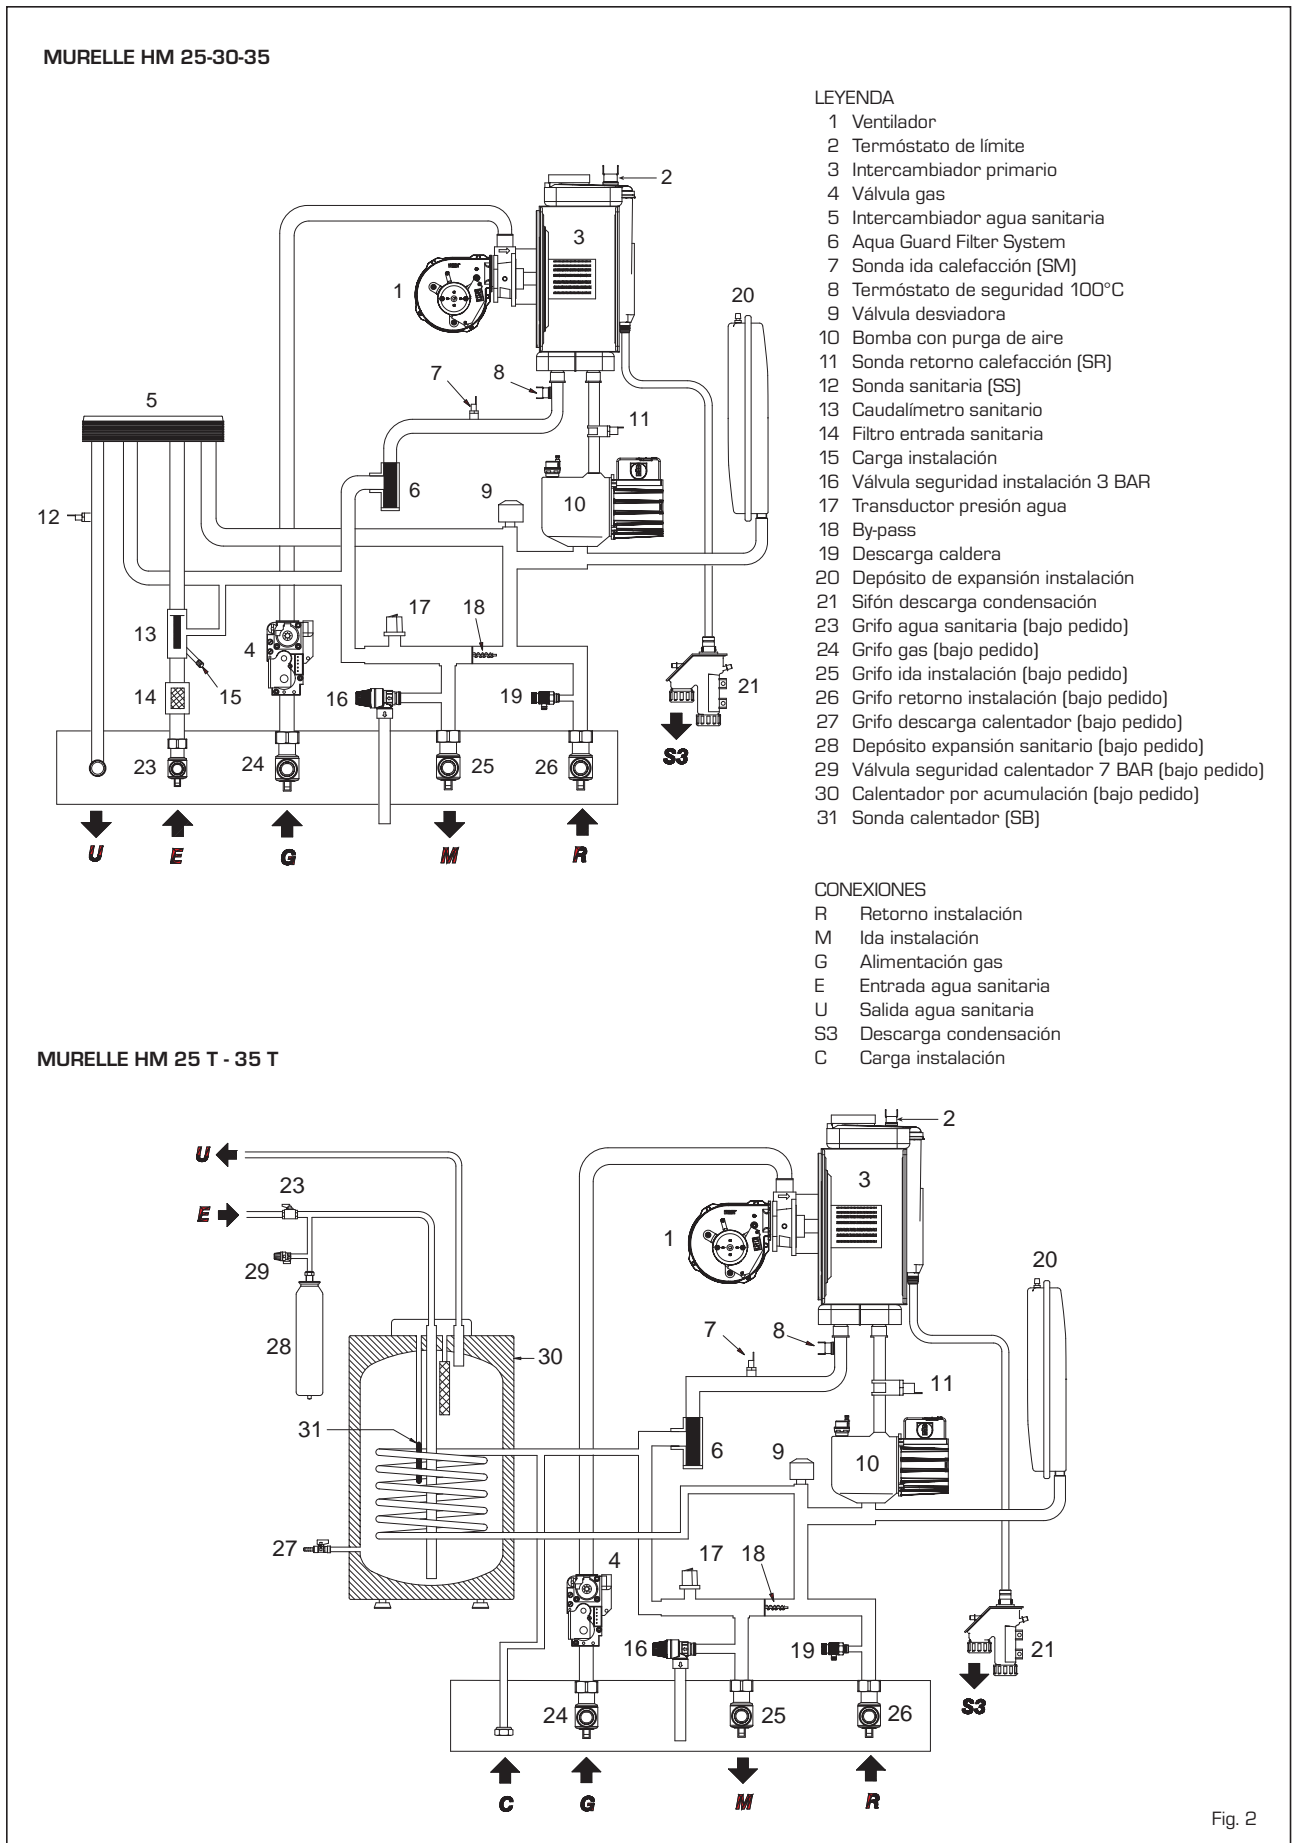 MURELLE HM 25-30-35
LEYENDA
1 Ventilador
2 Termóstato de límite
3 Intercambiador primario
4 Válvula gas
5 Intercambiador agua sanitaria
6 Aqua Guard Filter System
7 Sonda ida calefacción (SM)
8 Termóstato de seguridad 100°C
9 Válvula desviadora
10 Bomba con purga de aire
11 Sonda retorno calefacción (SR)
12 Sonda sanitaria (SS)
13 Caudalímetro sanitario
14 Filtro entrada sanitaria
15 Carga instalación
16 Válvula seguridad instalación 3 BAR
17 Transductor presión agua
18 By-pass
19 Descarga caldera
20 Depósito de expansión instalación
21 Sifón descarga condensación
23 Grifo agua sanitaria (bajo pedido)
24 Grifo gas (bajo pedido)
25 Grifo ida instalación (bajo pedido)
26 Grifo retorno instalación (bajo pedido)
27 Grifo descarga calentador (bajo pedido)
28 Depósito expansión sanitario (bajo pedido)
29 Válvula seguridad calentador 7 BAR (bajo pedido)
30 Calentador por acumulación (bajo pedido)
31 Sonda calentador (SB)
2
3
1
20
7
8
5
11
6
9
10
12
17
18
13
4
15
14
16
19
21
S3
23
24
25
26
U
E
G
M
R
CONEXIONES
R Retorno instalación
M Ida instalación
G Alimentación gas
E Entrada agua sanitaria
U Salida agua sanitaria
S3 Descarga condensación
C Carga instalación
MURELLE HM 25 T - 35 T
2
U
3
23
E
1
29
20
28
7
8
30
11
31
6
9
10
27
4
17
18
16
19
21
S3
24
25
26
C
G
M
R
Fig. 2